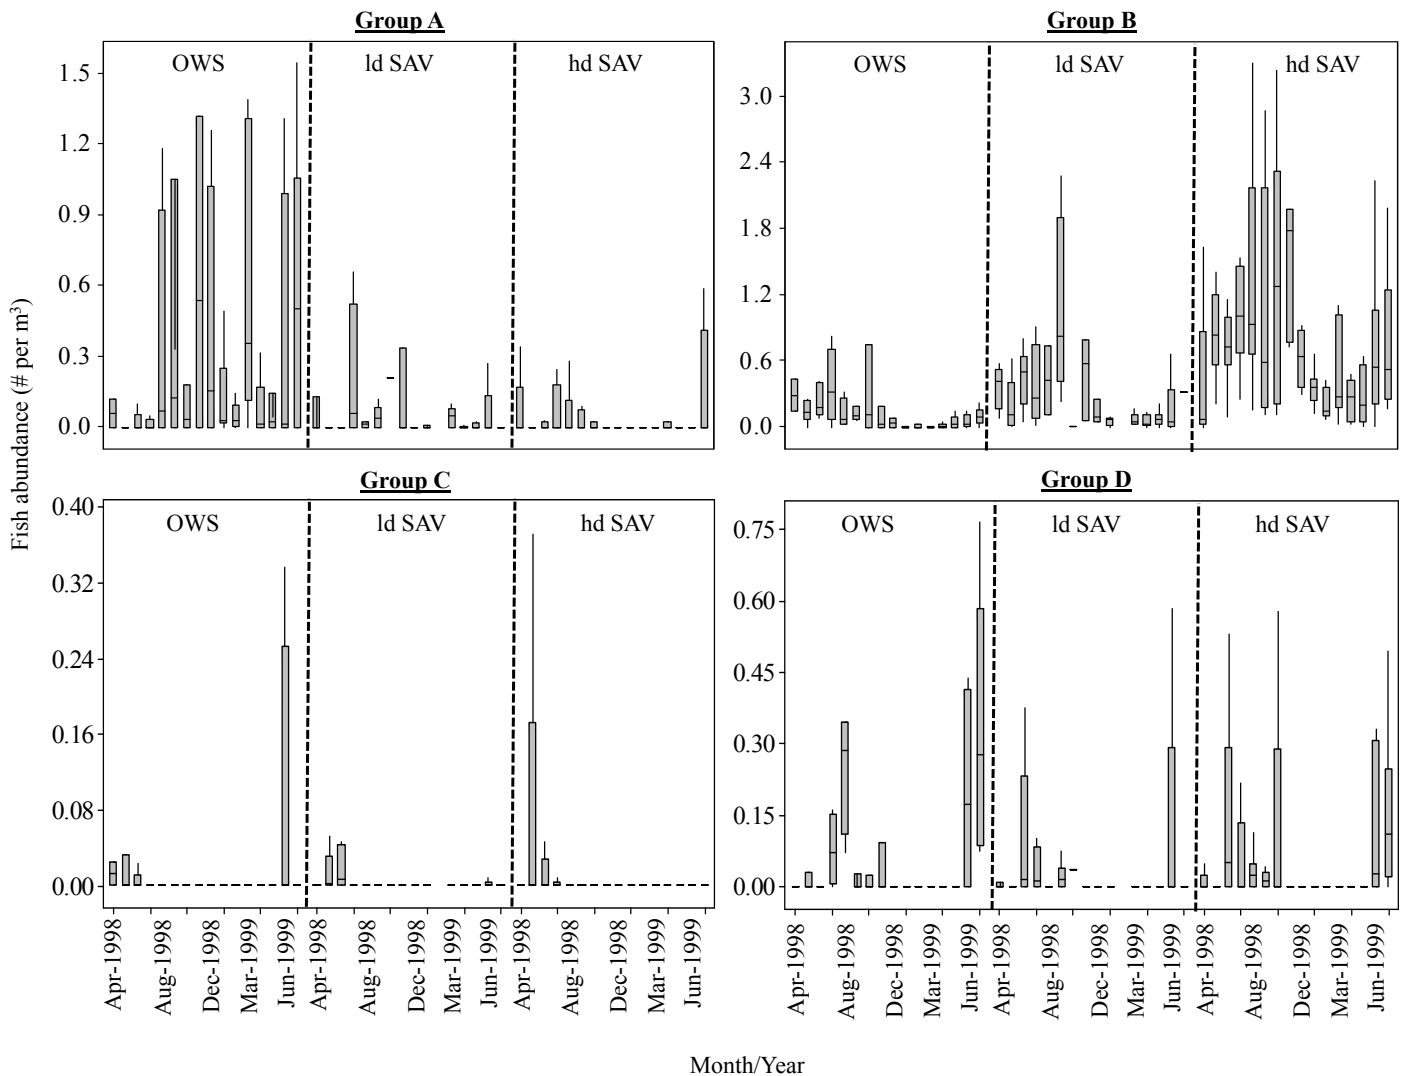 Group A
Group B
OWS
ld SAV
hd SAV
OWS
ld SAV
hd SAV
1.5
1.2
0.9
0.6
0.3
0.0
3.0
2.4
1.8
1.2
0.6
0.0
Fish abundance (# per m³)
Group C
Group D
OWS
ld SAV
hd SAV
OWS
ld SAV
hd SAV
0.40
0.32
0.24
0.16
0.08
0.00
0.75
0.60
0.45
0.30
0.15
0.00
Apr-1998
Aug-1998
Dec-1998
Mar-1999
Jun-1999
Apr-1998
Aug-1998
Dec-1998
Mar-1999
Jun-1999
Apr-1998
Aug-1998
Dec-1998
Mar-1999
Jun-1999
Apr-1998
Aug-1998
Dec-1998
Mar-1999
Jun-1999
Apr-1998
Aug-1998
Dec-1998
Mar-1999
Jun-1999
Apr-1998
Aug-1998
Dec-1998
Mar-1999
Jun-1999
Month/Year